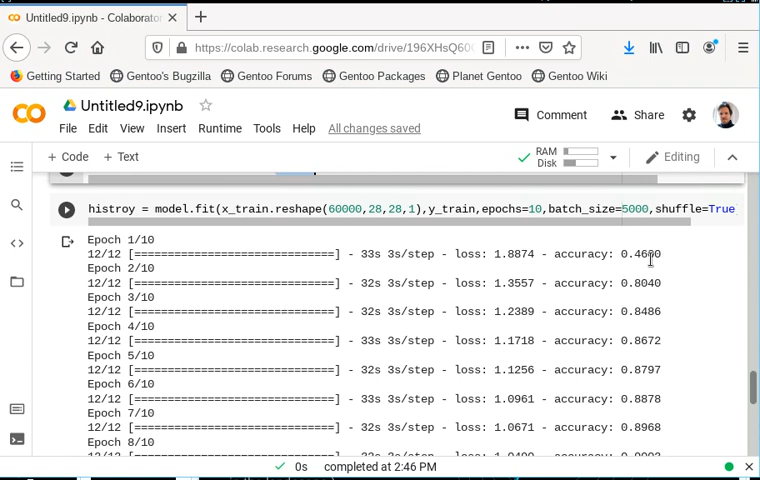 Untitled9.ipynb - Colaborator
https://colab.research.google.com/drive/196XHsQ60
Getting Started
Gentoo's Bugzilla
Gentoo Forums
Gentoo Packages
Planet Gentoo
Gentoo Wiki
Untitled9.ipynb
Comment
Share
File Edit View Insert Runtime Tools Help All changes saved
+ Code + Text
RAM
Disk
Editing
histroy = model.fit(x_train.reshape(60000,28,28,1),y_train,epochs=10,batch_size=5000,shuffle=True
Epoch 1/10
12/12 [==============================] - 33s 3s/step - loss: 1.8874 - accuracy:
Epoch 2/10
12/12 [==============================] - 32s 3s/step - loss: 1.3557 - accuracy: 0.8040
Epoch 3/10
12/12 [==============================] - 32s 3s/step - loss: 1.2389 - accuracy: 0.8486
Epoch 4/10
12/12 [==============================] - 33s 3s/step - loss: 1.1718 - accuracy: 0.8672
Epoch 5/10
12/12 [==============================] - 32s 3s/step - loss: 1.1256 - accuracy: 0.8797
Epoch 6/10
12/12 [==============================] - 33s 3s/step - loss: 1.0961 - accuracy: 0.8878
Epoch 7/10
12/12 [==============================] - 32s 3s/step - loss: 1.0671 - accuracy: 0.8968
Epoch 8/10
0s completed at 2:46 PM